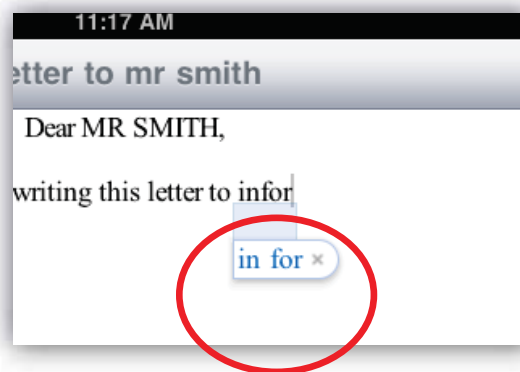 11:17 AM
etter to mr smith
Dear MR SMITH,
writing this letter to infor
in for ×